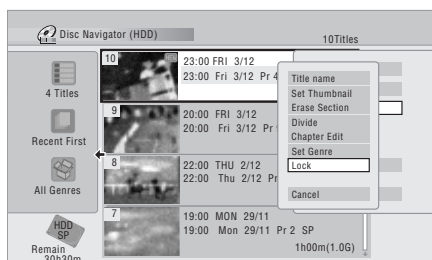 Disc Navigator (HDD)
10Titles
4 Titles
Recent First
All Genres
HDD
SP
Remain
30h30m
10
23:00 FRI 3/12
23:00 Fri 3/12 Pr 4
9
20:00 FRI 3/12
20:00 Fri 3/12 Pr
8
22:00 THU 2/12
22:00 Thu 2/12 Pr
7
19:00 MON 29/11
19:00 Mon 29/11 Pr 2 SP
1h00m(1.0G)
Title name
Set Thumbnail
Erase Section
Divide
Chapter Edit
Set Genre
Lock
Cancel